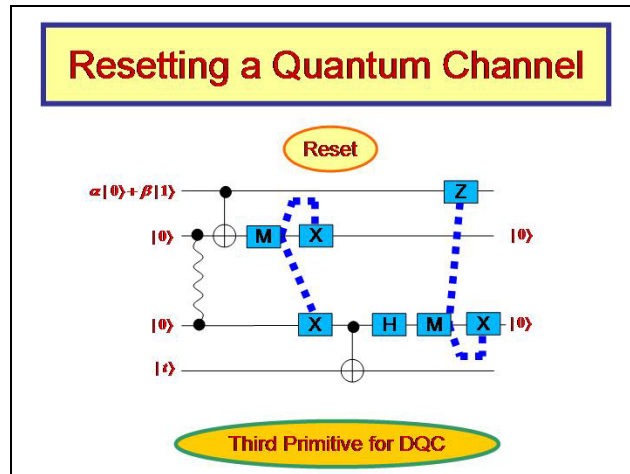 Resetting a Quantum Channel
Reset
α|0⟩+β|1⟩ Z
|0⟩ M X |0⟩
|0⟩ X H M X |0⟩
|t⟩
Third Primitive for DQC